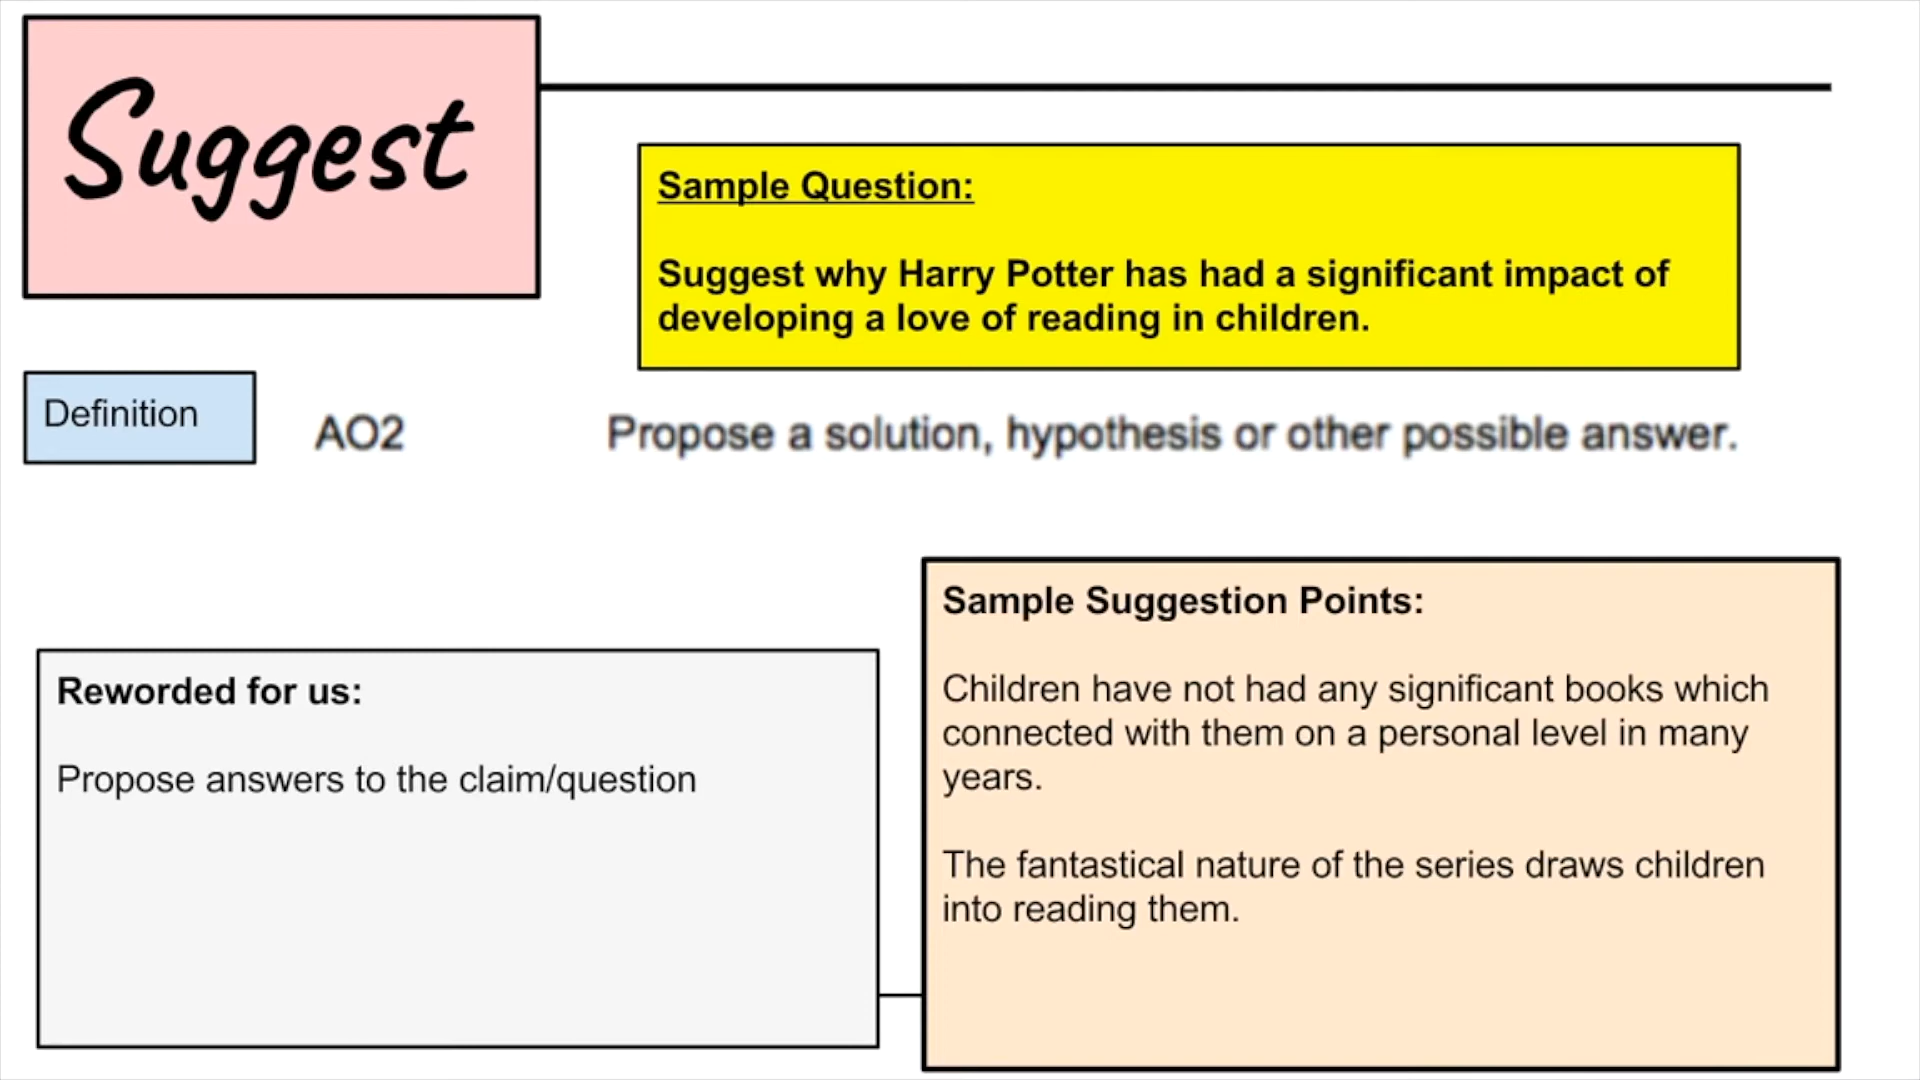 Suggest
Sample Question:
Suggest why Harry Potter has had a significant impact of
developing a love of reading in children.
Definition
AO2
Propose a solution, hypothesis or other possible answer.
Reworded for us:
Propose answers to the claim/question
Sample Suggestion Points:
Children have not had any significant books which
connected with them on a personal level in many
years.
The fantastical nature of the series draws children
into reading them.